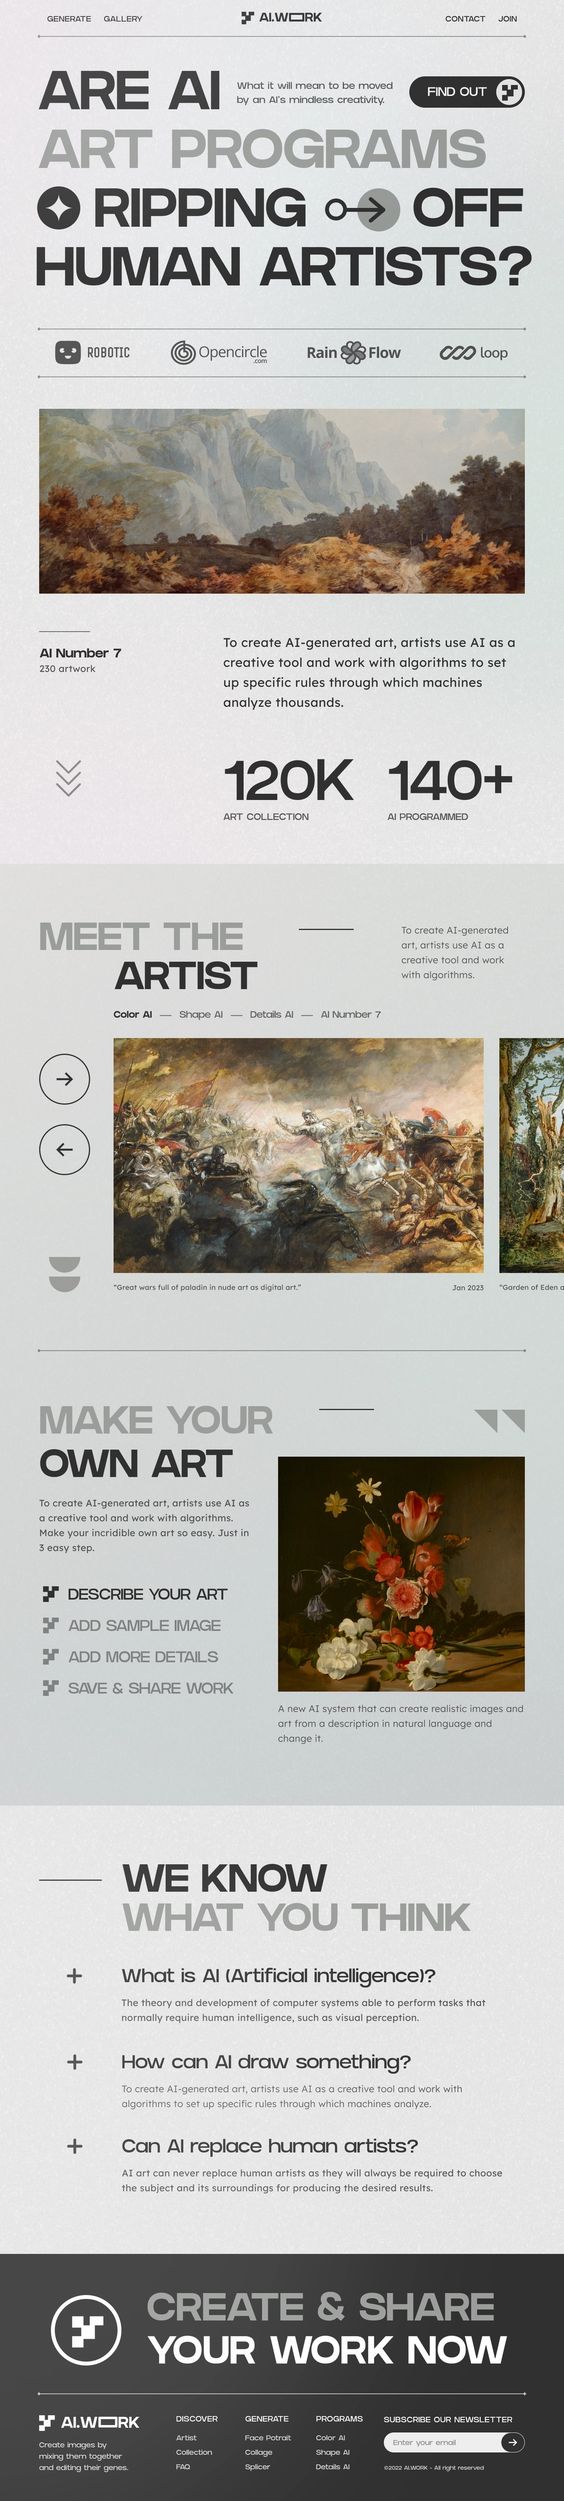 GENERATE GALLERY AI.WORK CONTACT JOIN
ARE AI
What it will mean to be moved
by an AI's mindless creativity.
FIND OUT
ART PROGRAMS
RIPPING OFF
HUMAN ARTISTS?
ROBOTIC Opencircle.com Rain Flow loop
AI Number 7
230 artwork
To create AI-generated art, artists use AI as a
creative tool and work with algorithms to set
up specific rules through which machines
analyze thousands.
120K 140+
ART COLLECTION AI PROGRAMMED
MEET THE
ARTIST
To create AI-generated
art, artists use AI as a
creative tool and work
with algorithms.
Color AI — Shape AI — Details AI — AI Number 7
"Great wars full of paladin in nude art as digital art." Jan 2023 "Garden of Eden a
MAKE YOUR
OWN ART
To create AI-generated art, artists use AI as
a creative tool and work with algorithms.
Make your incridible own art so easy. Just in
3 easy step.
DESCRIBE YOUR ART
ADD SAMPLE IMAGE
ADD MORE DETAILS
SAVE & SHARE WORK
A new AI system that can create realistic images and
art from a description in natural language and
change it.
WE KNOW
WHAT YOU THINK
What is AI (Artificial intelligence)?
The theory and development of computer systems able to perform tasks that
normally require human intelligence, such as visual perception.
How can AI draw something?
To create AI-generated art, artists use AI as a creative tool and work with
algorithms to set up specific rules through which machines analyze.
Can AI replace human artists?
AI art can never replace human artists as they will always be required to choose
the subject and its surroundings for producing the desired results.
CREATE & SHARE
YOUR WORK NOW
AI.WORK
Create images by
mixing them together
and editing their genes.
DISCOVER
Artist
Collection
FAQ
GENERATE
Face Potrait
Collage
Splicer
PROGRAMS
Color AI
Shape AI
Details AI
SUBSCRIBE OUR NEWSLETTER
Enter your email
©2022 AI.WORK - All right reserved